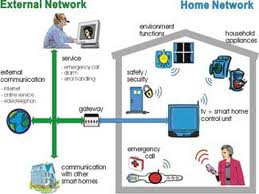 External Network
Home Network
environment
functions
household
appliances
service
- emergency call
- alarm
- eral handling
safety /
security
external
communication
- internet
- online service
- videotelephon
gateway
tv + smart home
control unit
emergency
call
communication
with other
smart homes